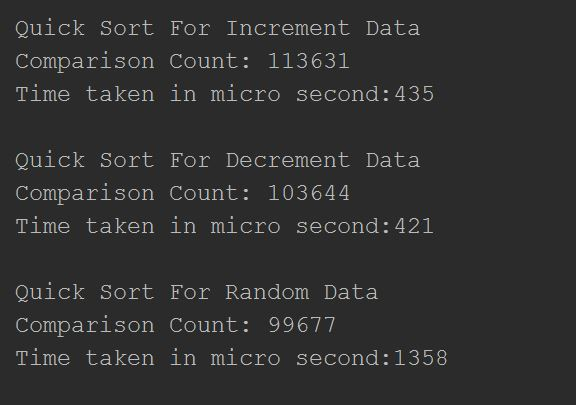 Quick Sort For Increment Data
Comparison Count: 113631
Time taken in micro second:435
Quick Sort For Decrement Data
Comparison Count: 103644
Time taken in micro second:421
Quick Sort For Random Data
Comparison Count: 99677
Time taken in micro second:1358